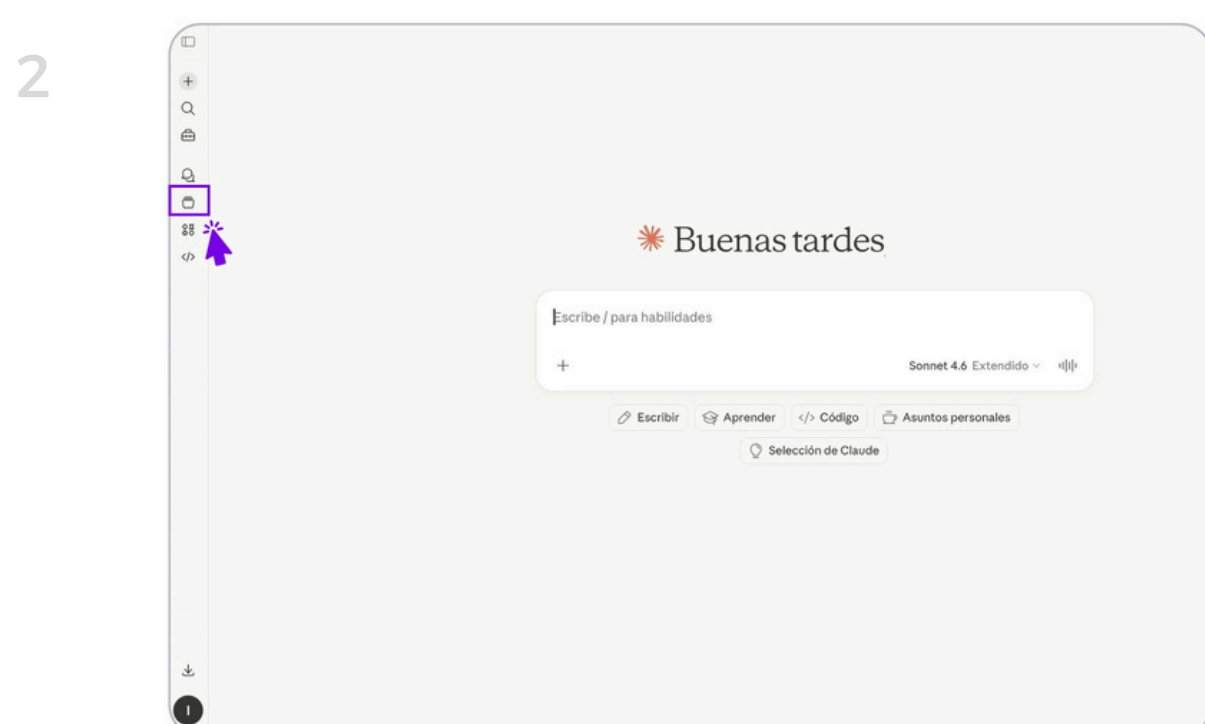 2
Buenas tardes
Escribe / para habilidades
Sonnet 4.6 Extendido
Escribir Aprender </> Código Asuntos personales
Selección de Claude
I